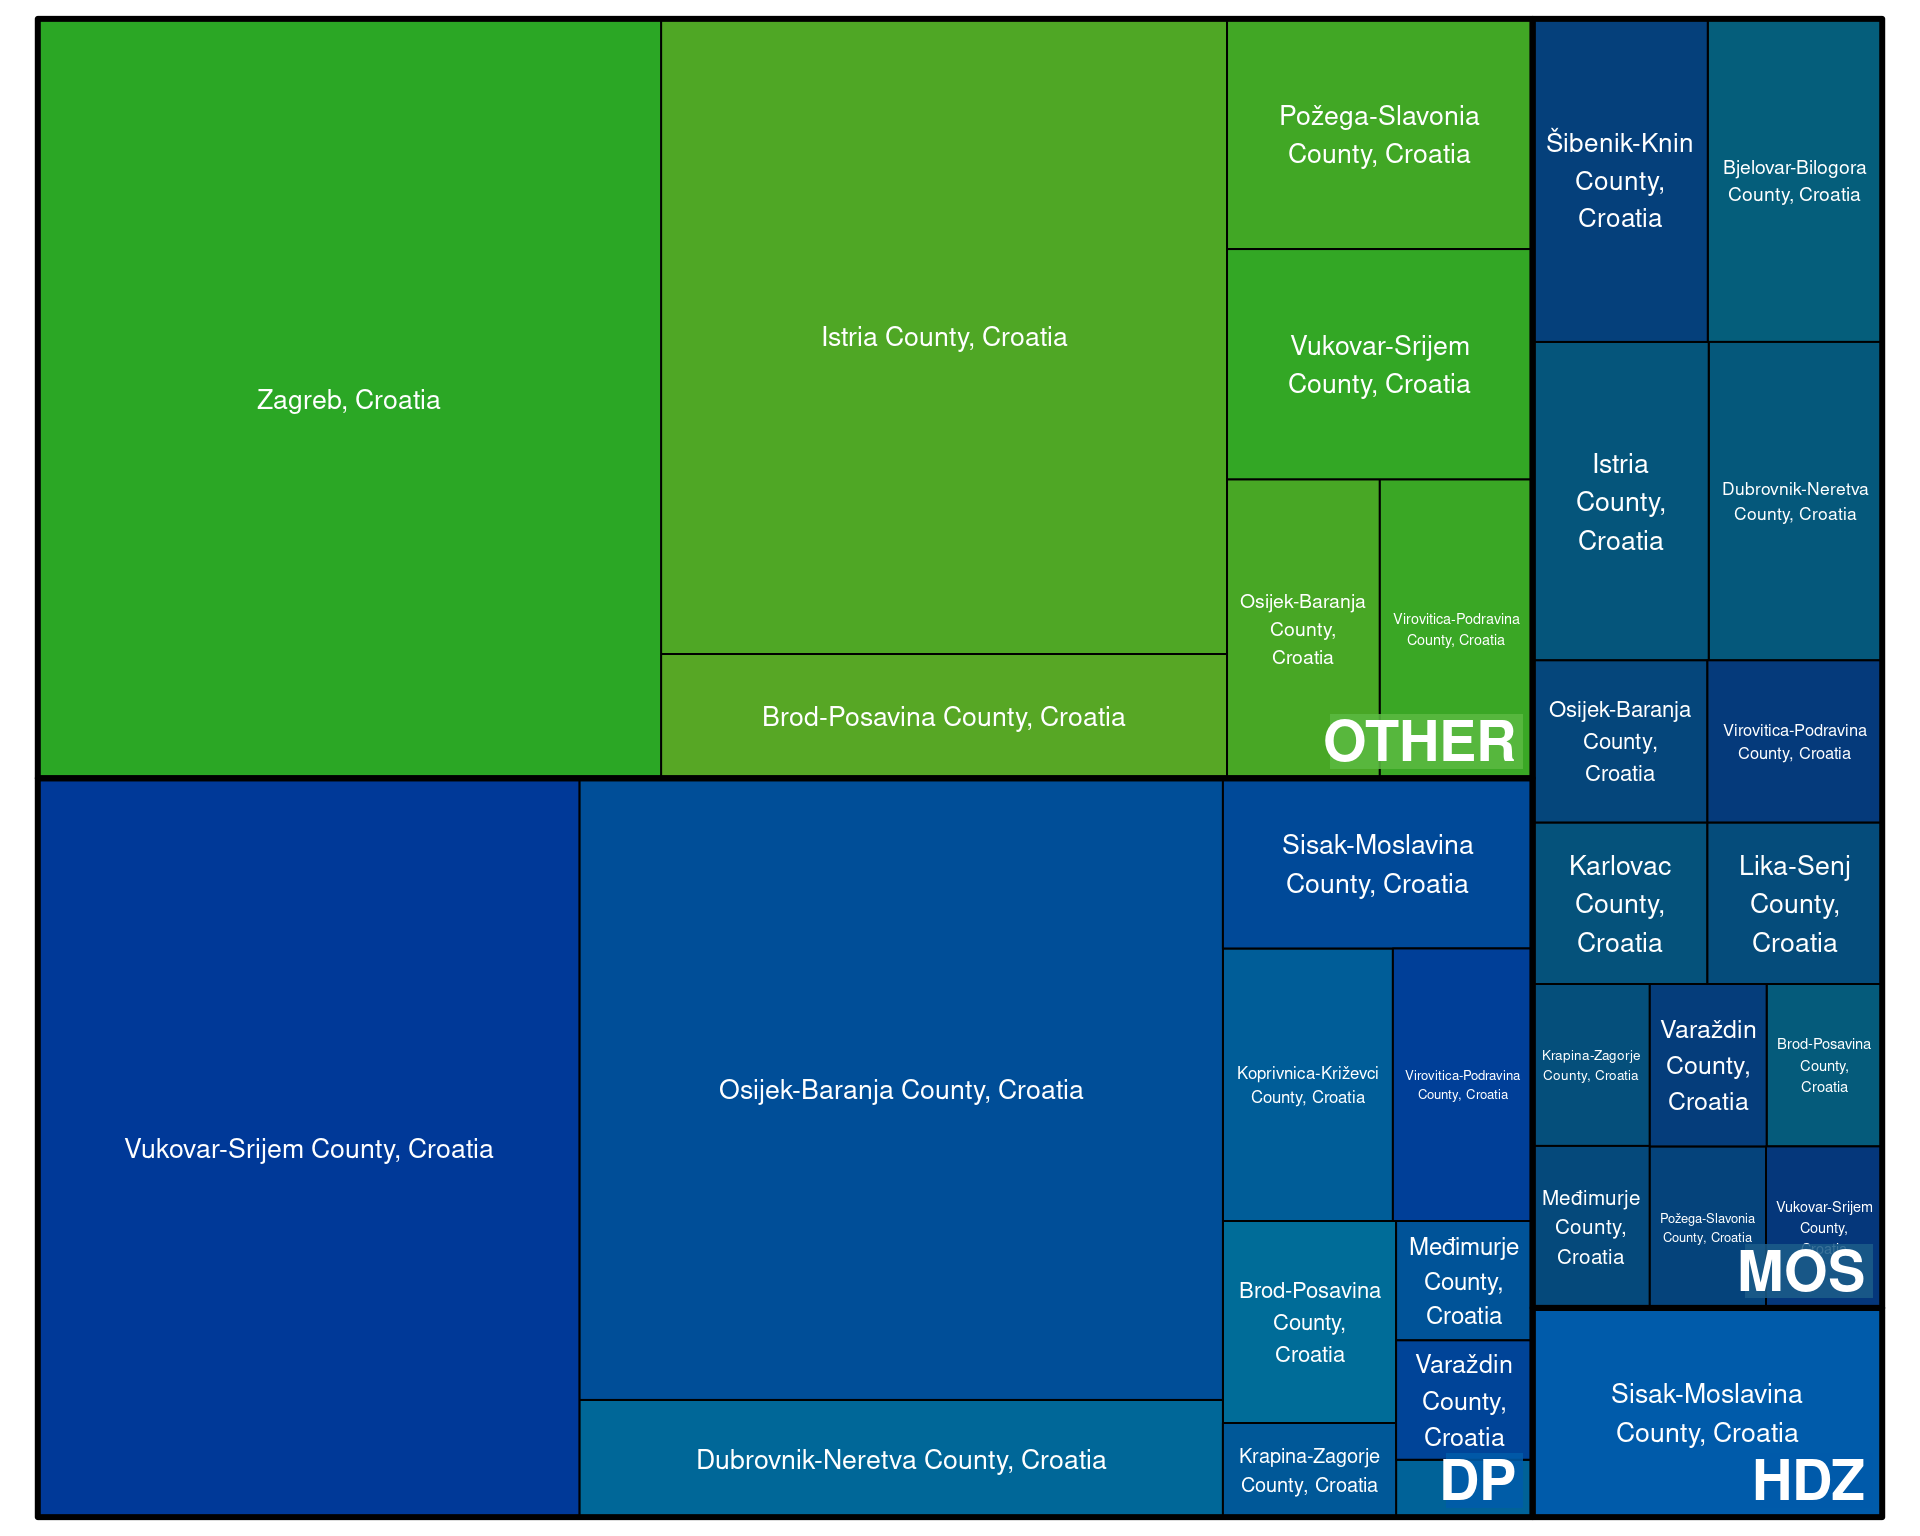 Zagreb, Croatia
Istria County, Croatia
Brod-Posavina County, Croatia
Požega-Slavonia
County, Croatia
Vukovar-Srijem
County, Croatia
Osijek-Baranja
County,
Croatia
Virovitica-Podravina
County, Croatia
OTHER
Vukovar-Srijem County, Croatia
Osijek-Baranja County, Croatia
Dubrovnik-Neretva County, Croatia
Sisak-Moslavina
County, Croatia
Koprivnica-Križevci
County, Croatia
Virovitica-Podravina
County, Croatia
Brod-Posavina
County,
Croatia
Međimurje
County,
Croatia
Varaždin
County,
Croatia
Krapina-Zagorje
County, Croatia
DP
Šibenik-Knin
County,
Croatia
Bjelovar-Bilogora
County, Croatia
Istria
County,
Croatia
Dubrovnik-Neretva
County, Croatia
Osijek-Baranja
County,
Croatia
Virovitica-Podravina
County, Croatia
Karlovac
County,
Croatia
Lika-Senj
County,
Croatia
Krapina-Zagorje
County, Croatia
Varaždin
County,
Croatia
Brod-Posavina
County,
Croatia
Međimurje
County,
Croatia
Požega-Slavonia
County, Croatia
Vukovar-Srijem
County,
MOS
Sisak-Moslavina
County, Croatia
HDZ